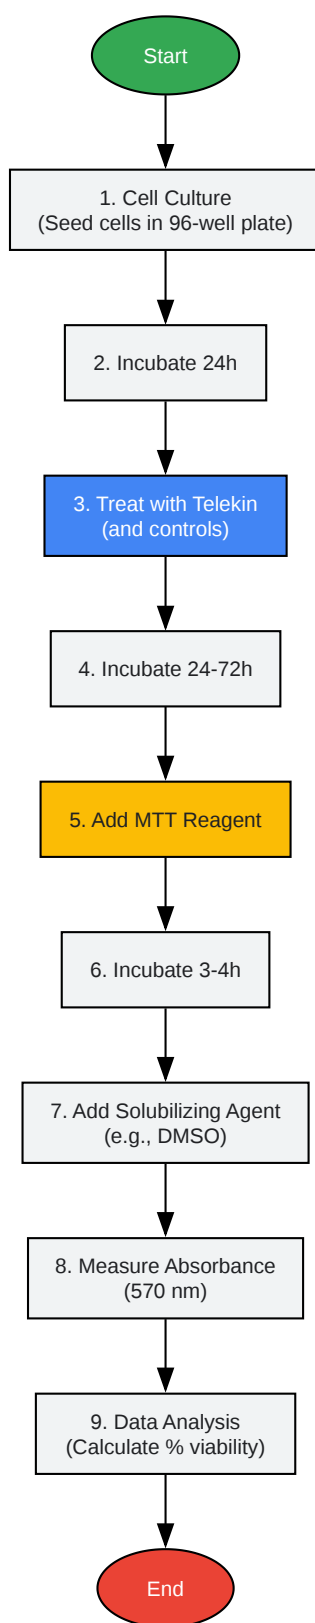 Start
1. Cell Culture
(Seed cells in 96-well plate)
2. Incubate 24h
3. Treat with Telekin
(and controls)
4. Incubate 24-72h
5. Add MTT Reagent
6. Incubate 3-4h
7. Add Solubilizing Agent
(e.g., DMSO)
8. Measure Absorbance
(570 nm)
9. Data Analysis
(Calculate % viability)
End